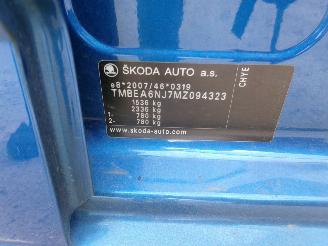 ŠKODA AUTO a.s.
e8*2007/46*0319
TMBEA6NJ7MZ094323
1536 kg
2336 kg
1- 780 kg
2- 780 kg
www.skoda-auto.com
CHYE